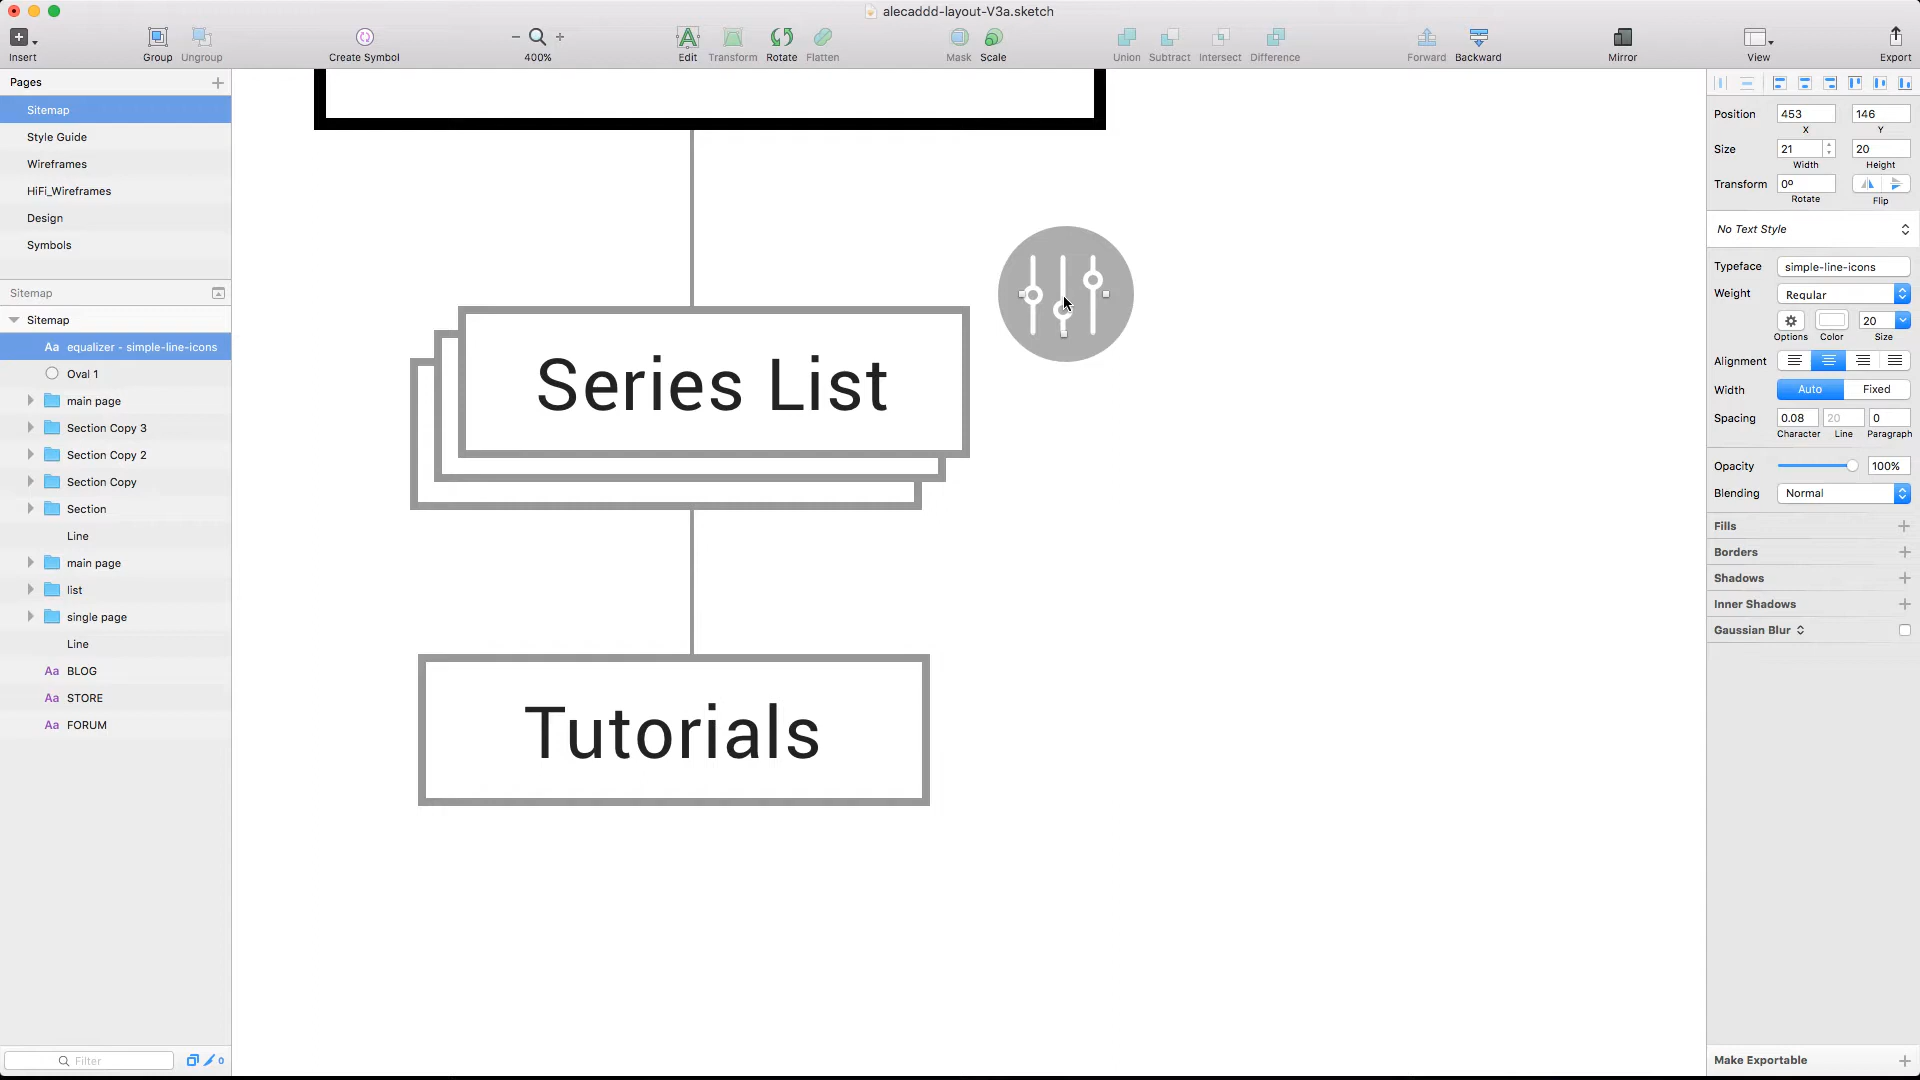 alecaddd-layout-V3a.sketch
Insert
Group
Ungroup
Create Symbol
400%
Edit
Transform
Rotate
Flatten
Mask
Scale
Union
Subtract
Intersect
Difference
Forward
Backward
Mirror
View
Export
Pages
Sitemap
Style Guide
Wireframes
HiFi_Wireframes
Design
Symbols
Sitemap
Sitemap
Aa equalizer - simple-line-icons
Oval 1
main page
Section Copy 3
Section Copy 2
Section Copy
Section
Line
main page
list
single page
Line
Aa BLOG
Aa STORE
Aa FORUM
Filter
0
Series List
Tutorials
Position 453 146
X Y
Size 21 20
Width Height
Transform 0º
Rotate Flip
No Text Style
Typeface simple-line-icons
Weight Regular
20
Options Color Size
Alignment
Width Auto Fixed
Spacing 0.08 20 0
Character Line Paragraph
Opacity 100%
Blending Normal
Fills
Borders
Shadows
Inner Shadows
Gaussian Blur
Make Exportable